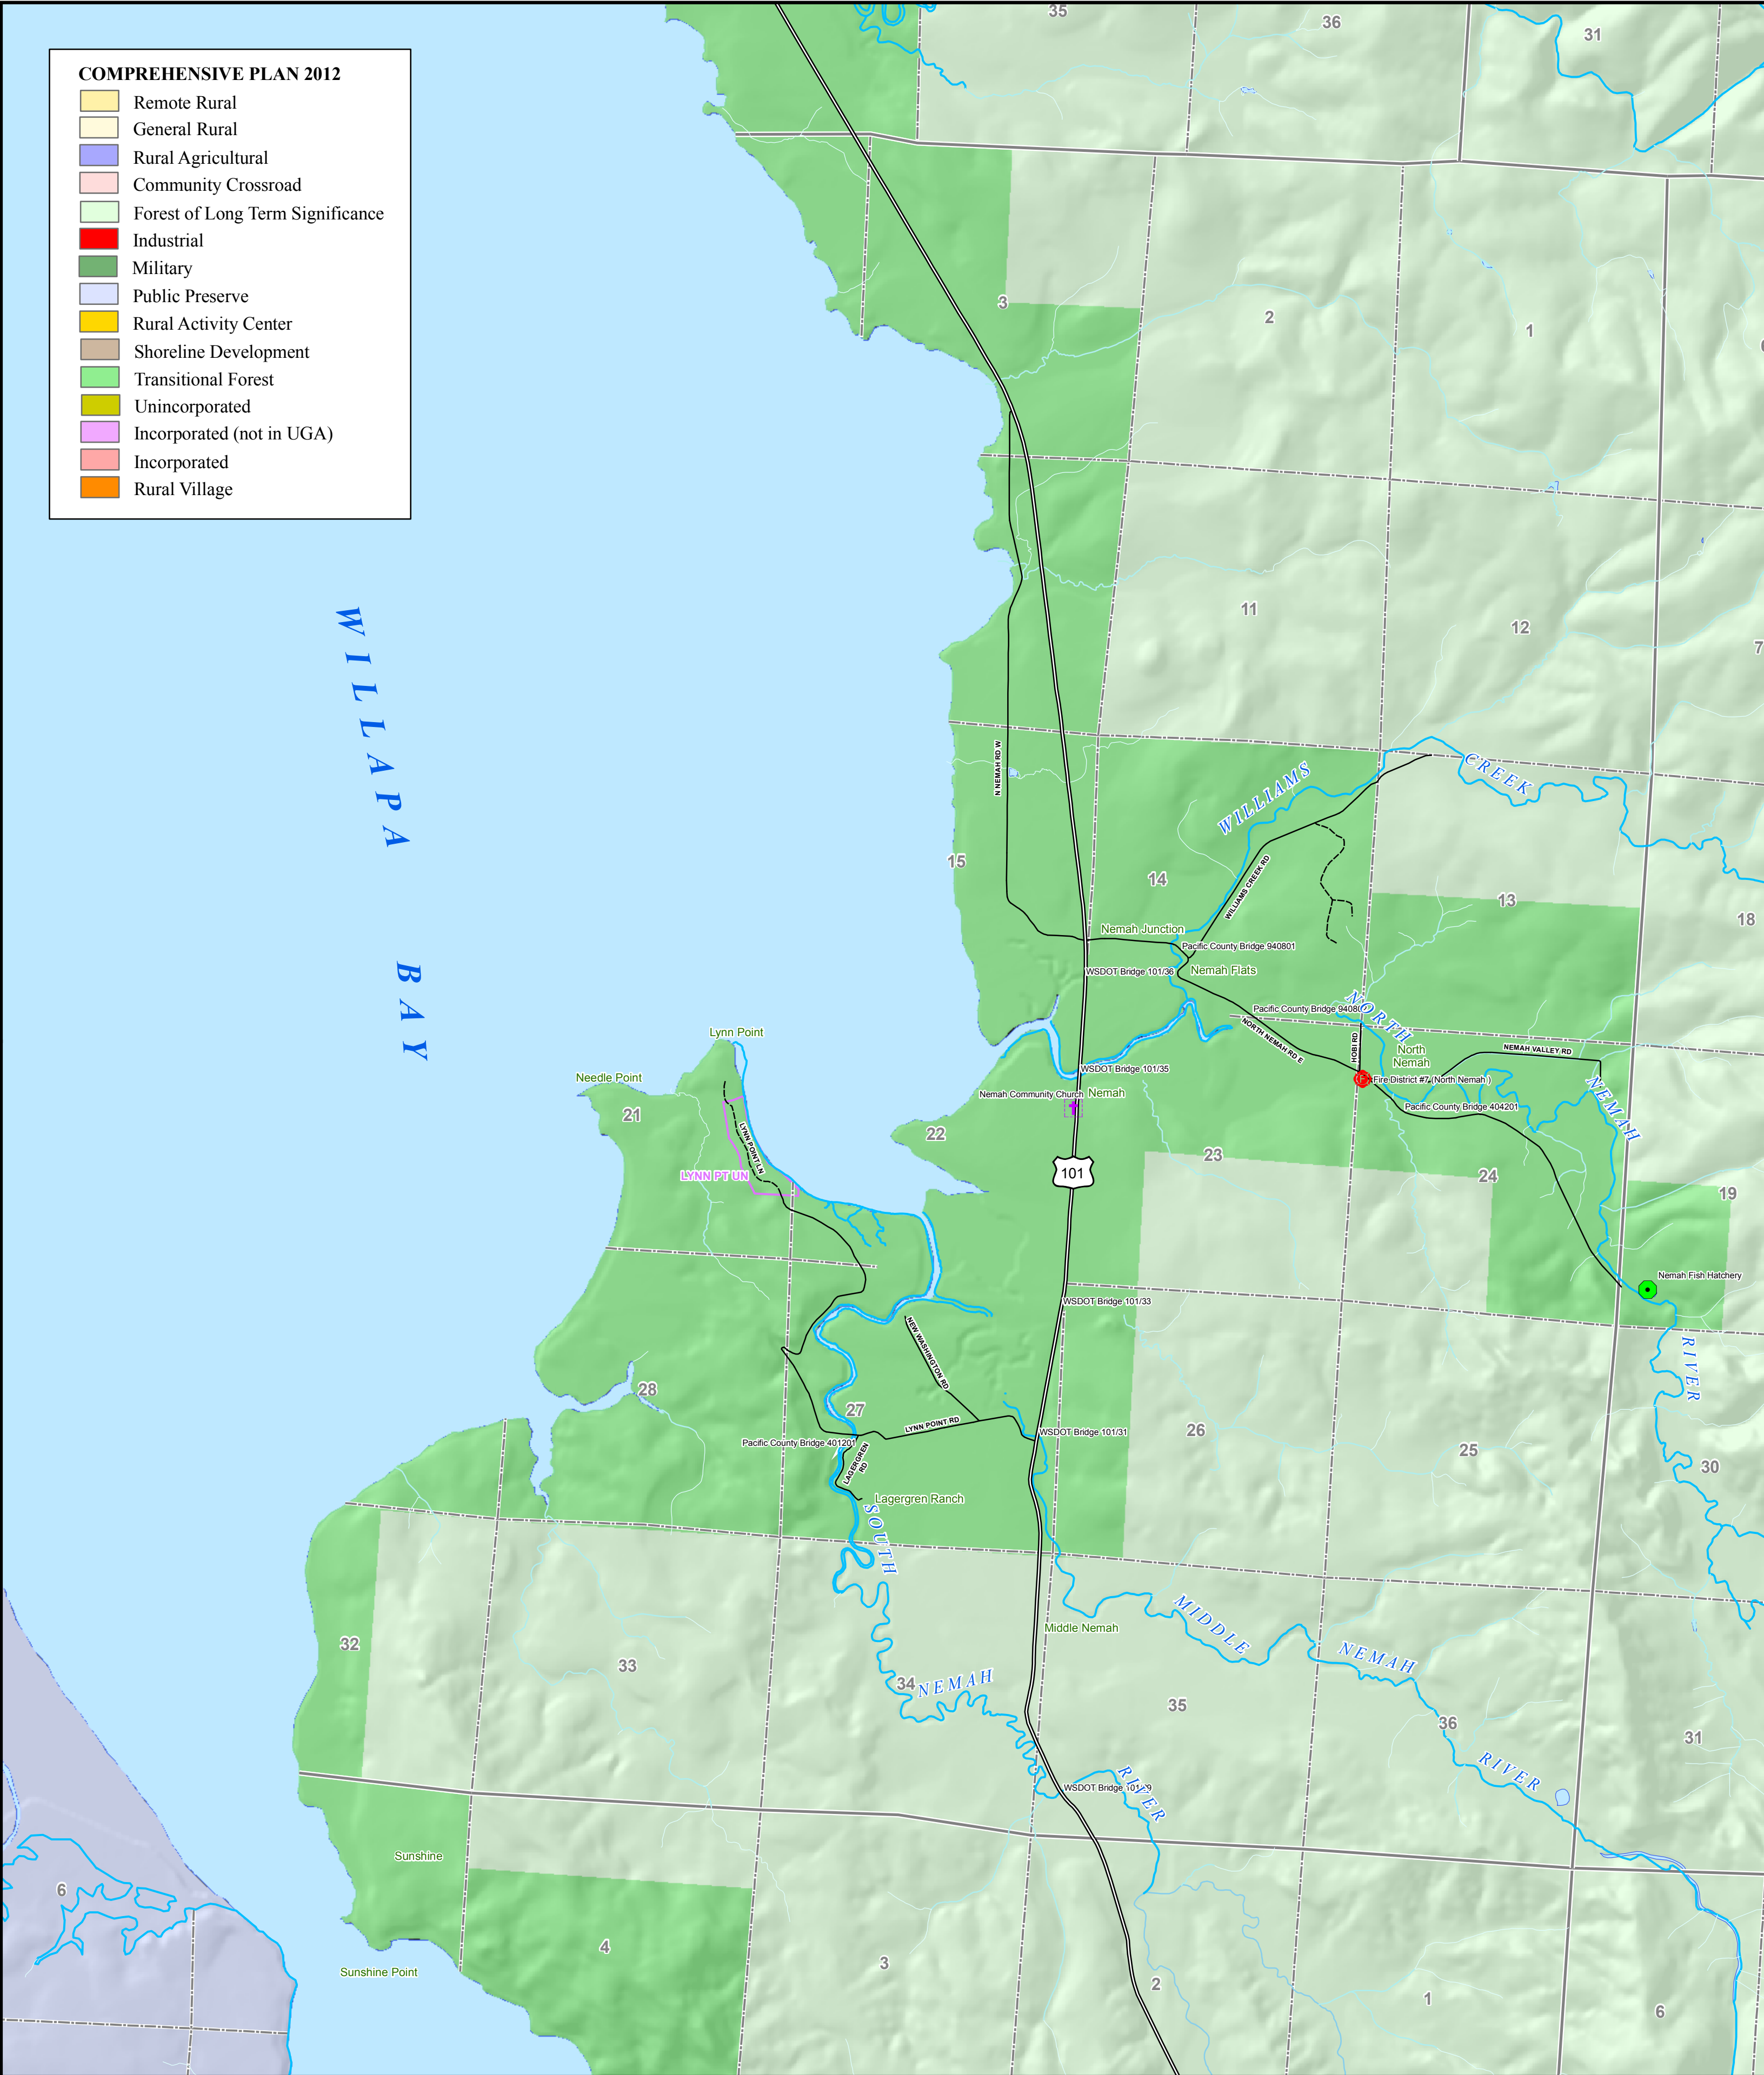 COMPREHENSIVE PLAN 2012
Remote Rural
General Rural
Rural Agricultural
Community Crossroad
Forest of Long Term Significance
Industrial
Military
Public Preserve
Rural Activity Center
Shoreline Development
Transitional Forest
Unincorporated
Incorporated (not in UGA)
Incorporated
Rural Village
35
36
31
3
2
1
11
12
7
WILLAPA BAY
N NEMAH RD W
WILLIAMS
CREEK
WILLIAMS CREEK RD
15
14
13
18
Nemah Junction
Pacific County Bridge 940801
WSDOT Bridge 101/36
Nemah Flats
NORTH
NORTH NEMAH RD E
HOBI RD
North
Nemah
NEMAH VALLEY RD
Lynn Point
Needle Point
WSDOT Bridge 101/35
Fire District #7 (North Nemah )
F
Nemah Community Church
Nemah
Pacific County Bridge 404201
NEMAH
21
22
LYNN POINT LN
LYNN PT UN
101
23
24
19
Nemah Fish Hatchery
WSDOT Bridge 101/33
NEW WASHINGTON RD
RIVER
28
27
LYNN POINT RD
WSDOT Bridge 101/31
Pacific County Bridge 401201
LAGERGREN
RD
26
25
30
Lagergren Ranch
SOUTH
32
33
34
NEMAH
Middle Nemah
MIDDLE
NEMAH
35
36
RIVER
31
RIVER
Sunshine
6
4
Sunshine Point
3
2
1
6